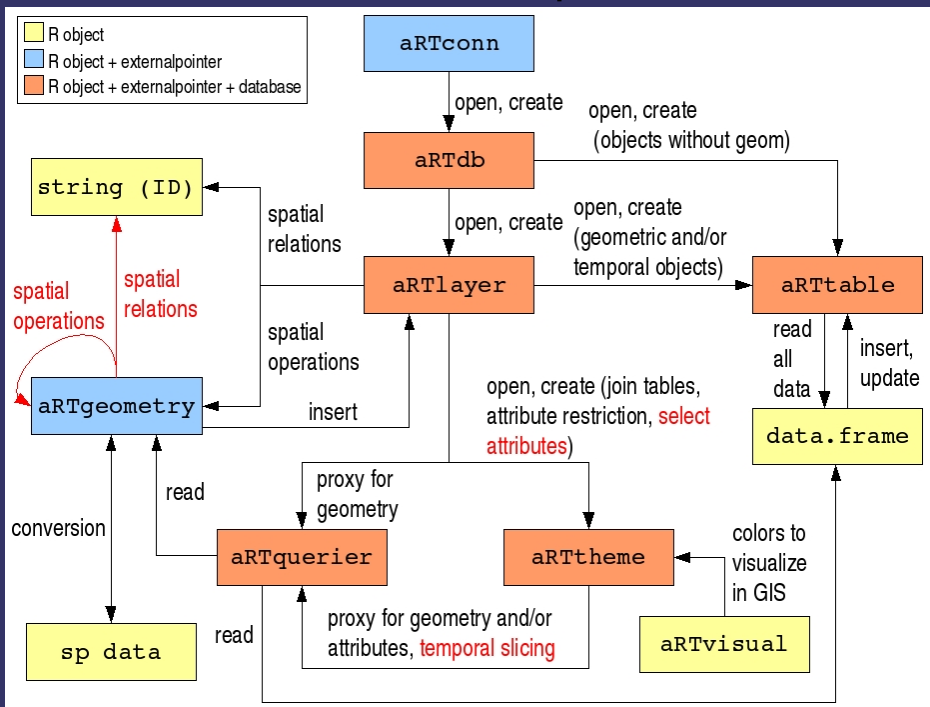 R object
R object + externalpointer
R object + externalpointer + database
aRTconn
open, create
aRTdb
open, create
(objects without geom)
string (ID)
spatial
relations
open, create
open, create
(geometric and/or
temporal objects)
aRTlayer
aRTtable
spatial
operations
spatial
relations
spatial
operations
read
all
data
insert,
update
aRTgeometry
insert
open, create (join tables,
attribute restriction, select
attributes)
data.frame
proxy for
geometry
read
conversion
aRTquerier
aRTtheme
colors to
visualize
in GIS
proxy for geometry and/or
attributes, temporal slicing
read
sp data
aRTvisual